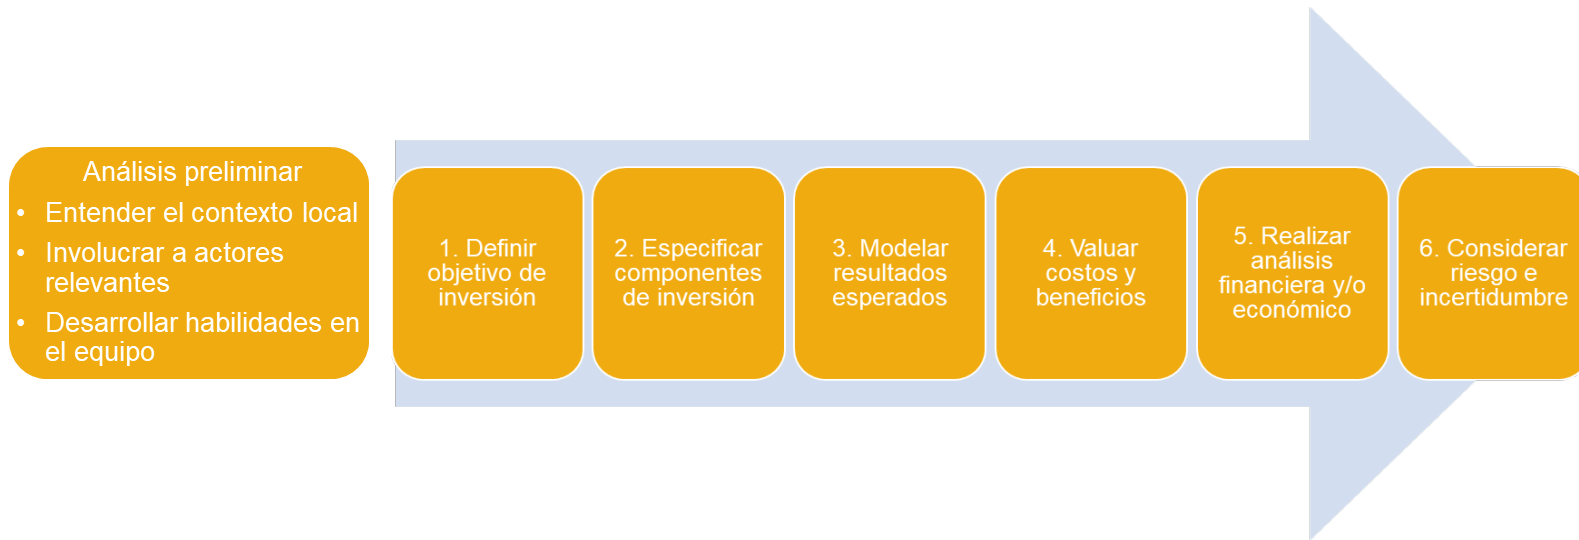 Análisis preliminar
• Entender el contexto local
• Involucrar a actores
relevantes
• Desarrollar habilidades en
el equipo
1. Definir
objetivo de
inversión
2. Especificar
componentes
de inversión
3. Modelar
resultados
esperados
4. Valuar
costos y
beneficios
5. Realizar
análisis
financiera y/o
económico
6. Considerar
riesgo e
incertidumbre